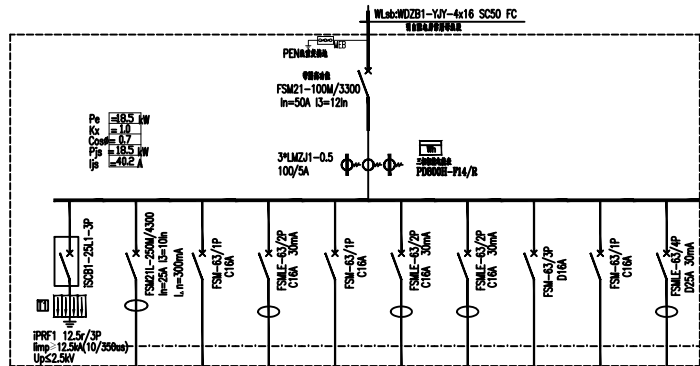 WLsb:WDZB1-YJY-4x16 SC50 FC
MEB
PEN
FSM21-100M/3300
In=50A I3=12In
Pe =18.5 kW
Kx =1.0
Cosø =0.7
Pjs =18.5 kW
Ijs =40.2 A
3*LMZJ1-0.5
100/5A
Wh
PD800H-F14/R
iSCB1-25L1-3P
FSM21L-250M/4300
In=25A I3=10In
I△n=300mA
FSM-63/1P
C16A
FSMLE-63/2P
C16A 30mA
FSM-63/1P
C16A
FSMLE-63/2P
C16A 30mA
FSMLE-63/2P
C16A 30mA
FSM-63/3P
D16A
FSM-63/1P
C16A
FSMLE-63/4P
D25A 30mA
iPRF1 12.5r/3P
Iimp≥12.5kA(10/350us)
Up≤2.5kV